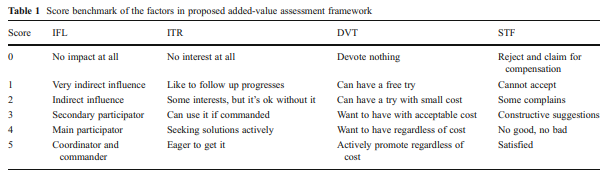 Table 1 Score benchmark of the factors in proposed added-value assessment framework
Score IFL ITR DVT STF
0 No impact at all No interest at all Devote nothing Reject and claim for
compensation
1 Very indirect influence Like to follow up progresses Can have a free try Cannot accept
2 Indirect influence Some interests, but it's ok without it Can have a try with small cost Some complains
3 Secondary participator Can use it if commanded Want to have with acceptable cost Constructive suggestions
4 Main participator Seeking solutions actively Want to have regardless of cost No good, no bad
5 Coordinator and Eager to get it Actively promote regardless of Satisfied
commander cost